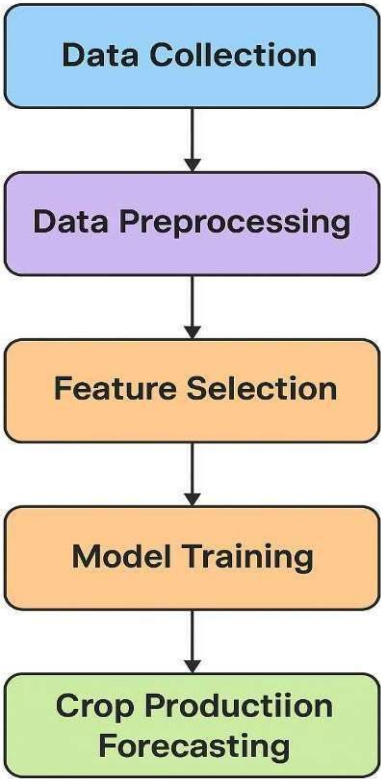 Data Collection
Data Preprocessing
Feature Selection
Model Training
Crop Productiion
Forecasting